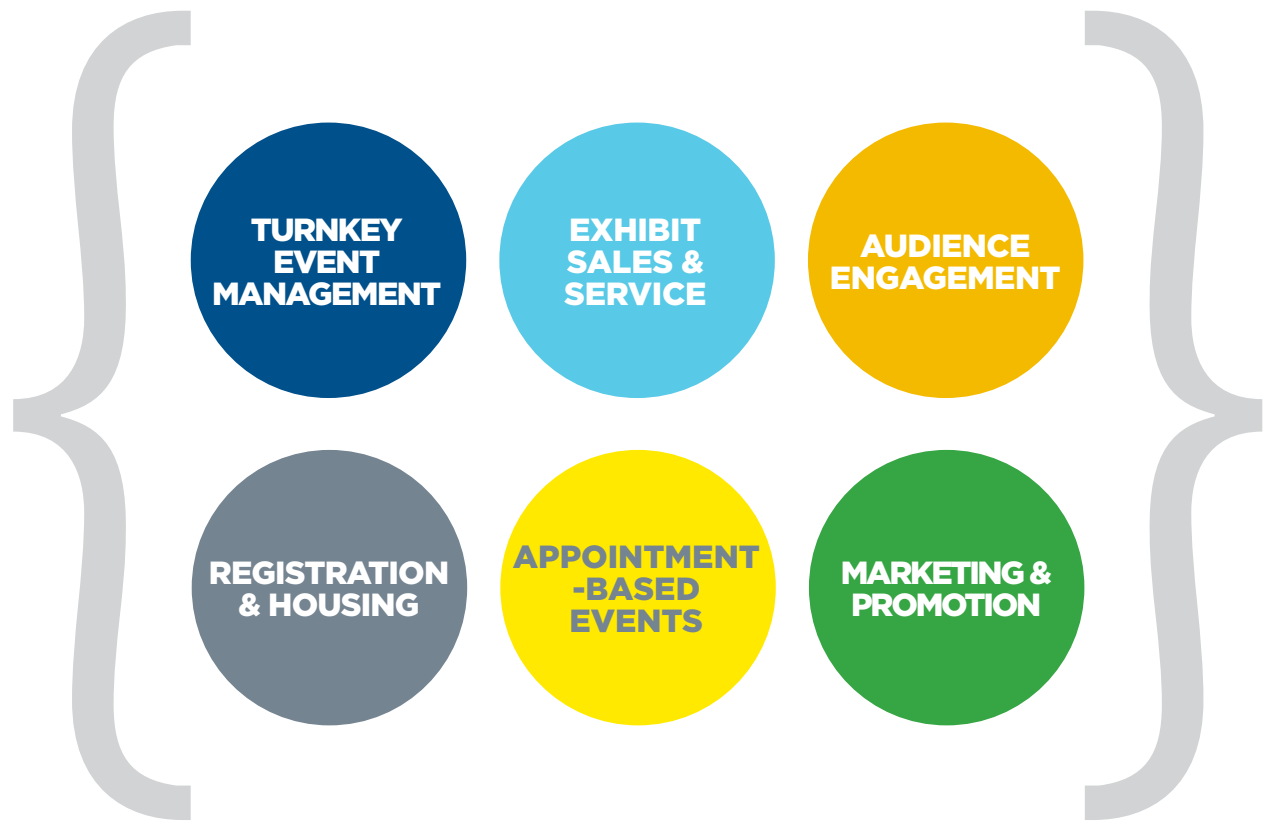 TURNKEY
EVENT
MANAGEMENT
EXHIBIT
SALES &
SERVICE
AUDIENCE
ENGAGEMENT
REGISTRATION
& HOUSING
APPOINTMENT
-BASED
EVENTS
MARKETING &
PROMOTION